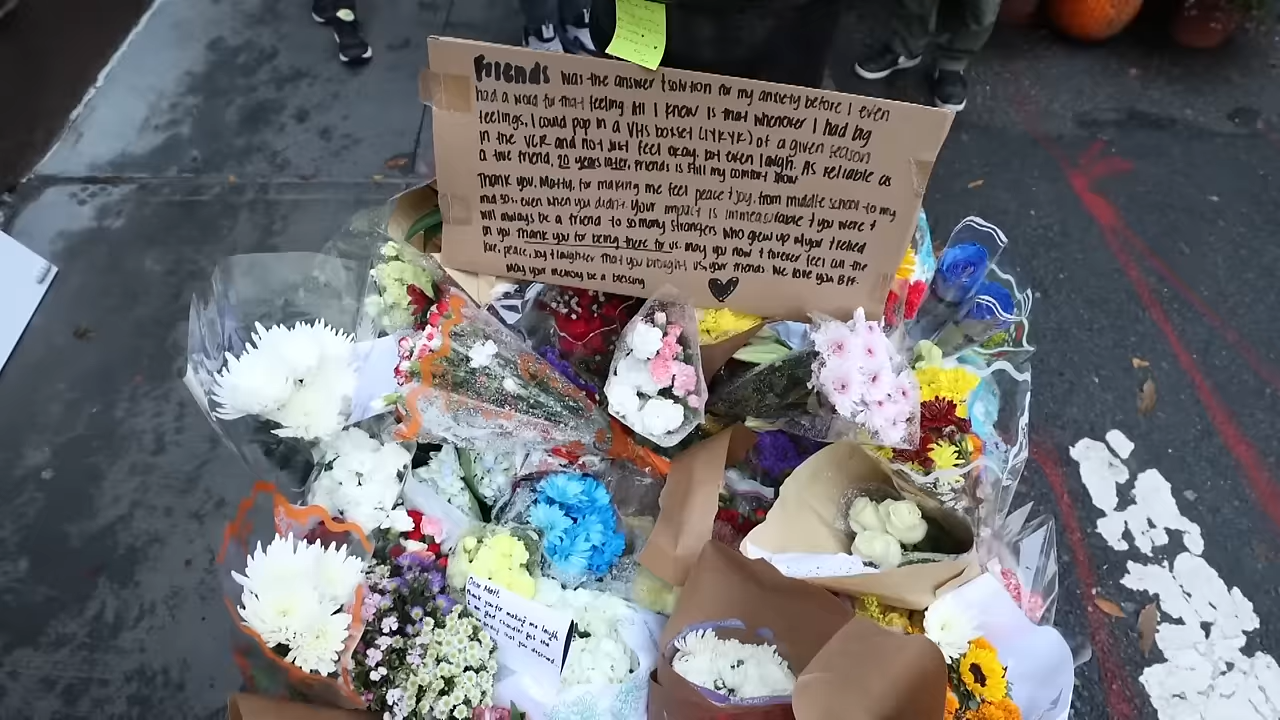 Friends was the answer + solution for my anxiety before I even
had a word for that feeling All I know is that whenever I had big
feelings, I could pop in a VHS boxset (IYKYK) of a given season
in the VCR and not just feel okay, but even laugh. As reliable as
a true friend, 20 years later, Friends is still my comfort show
Thank you, Matty, for making me feel peace + joy, from middle school to my
mid 30s, even when you didn't. Your impact is immeasurable + you were +
will always be a friend to so many strangers who grew up w/ you + relied
on you. Thank you for being there for us. may you now + forever feel all the
love, peace, joy + laughter that you brought us, your friends. We love you BFF.
May your memory be a blessing
Dear Matt,
Thank you for making me laugh
that you deserved...